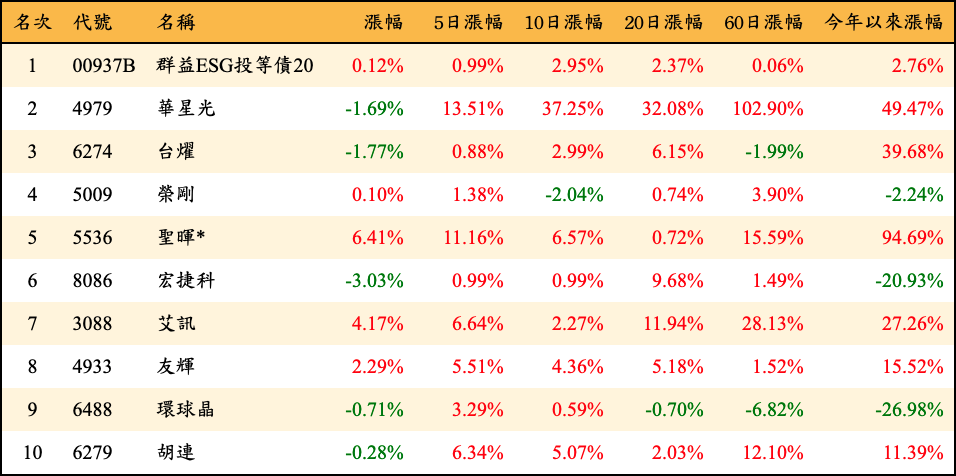 名次 代號 名稱 漲幅 5日漲幅 10日漲幅 20日漲幅 60日漲幅 今年以來漲幅
1 00937B 群益ESG投等債20 0.12% 0.99% 2.95% 2.37% 0.06% 2.76%
2 4979 華星光 -1.69% 13.51% 37.25% 32.08% 102.90% 49.47%
3 6274 台燿 -1.77% 0.88% 2.99% 6.15% -1.99% 39.68%
4 5009 榮剛 0.10% 1.38% -2.04% 0.74% 3.90% -2.24%
5 5536 聖暉* 6.41% 11.16% 6.57% 0.72% 15.59% 94.69%
6 8086 宏捷科 -3.03% 0.99% 0.99% 9.68% 1.49% -20.93%
7 3088 艾訊 4.17% 6.64% 2.27% 11.94% 28.13% 27.26%
8 4933 友輝 2.29% 5.51% 4.36% 5.18% 1.52% 15.52%
9 6488 環球晶 -0.71% 3.29% 0.59% -0.70% -6.82% -26.98%
10 6279 胡連 -0.28% 6.34% 5.07% 2.03% 12.10% 11.39%